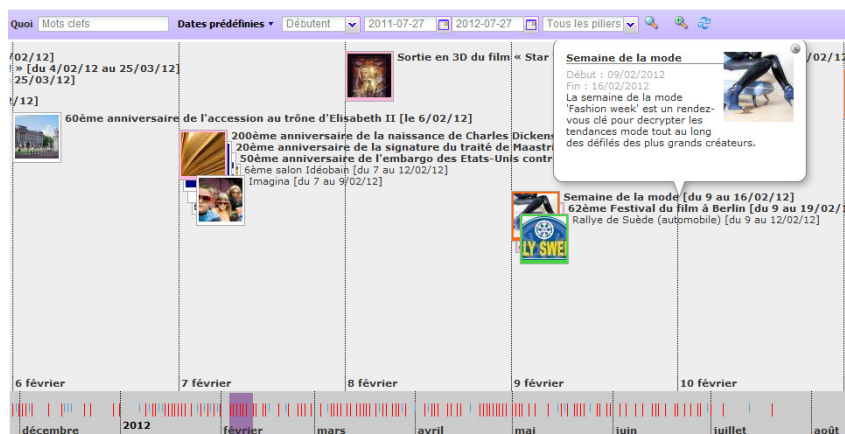 Quoi Mots clefs Dates prédéfinies Débutent 2011-07-27 2012-07-27 Tous les piliers
/02/12]
» [du 4/02/12 au 25/03/12]
25/03/12]
/12]
60ème anniversaire de l'accession au trône d'Elisabeth II [le 6/02/12]
200ème anniversaire de la naissance de Charles Dickens
20ème anniversaire de la signature du traité de Maastri
50ème anniversaire de l'embargo des Etats-Unis contr
6ème salon Idéobain [du 7 au 12/02/12]
Imagina [du 7 au 9/02/12]
Sortie en 3D du film « Star
Semaine de la mode
Début : 09/02/2012
Fin : 16/02/2012
La semaine de la mode
'Fashion week' est un rendez-
vous clé pour decrypter les
tendances mode tout au long
des défilés des plus grands créateurs.
/02/12
Semaine de la mode [du 9 au 16/02/12]
62ème Festival du film à Berlin [du 9 au 19/02/1
Rallye de Suède (automobile) [du 9 au 12/02/12]
LY SWE
6 février
7 février
8 février
9 février
10 février
décembre
2012
février
mars
avril
mai
juin
juillet
août